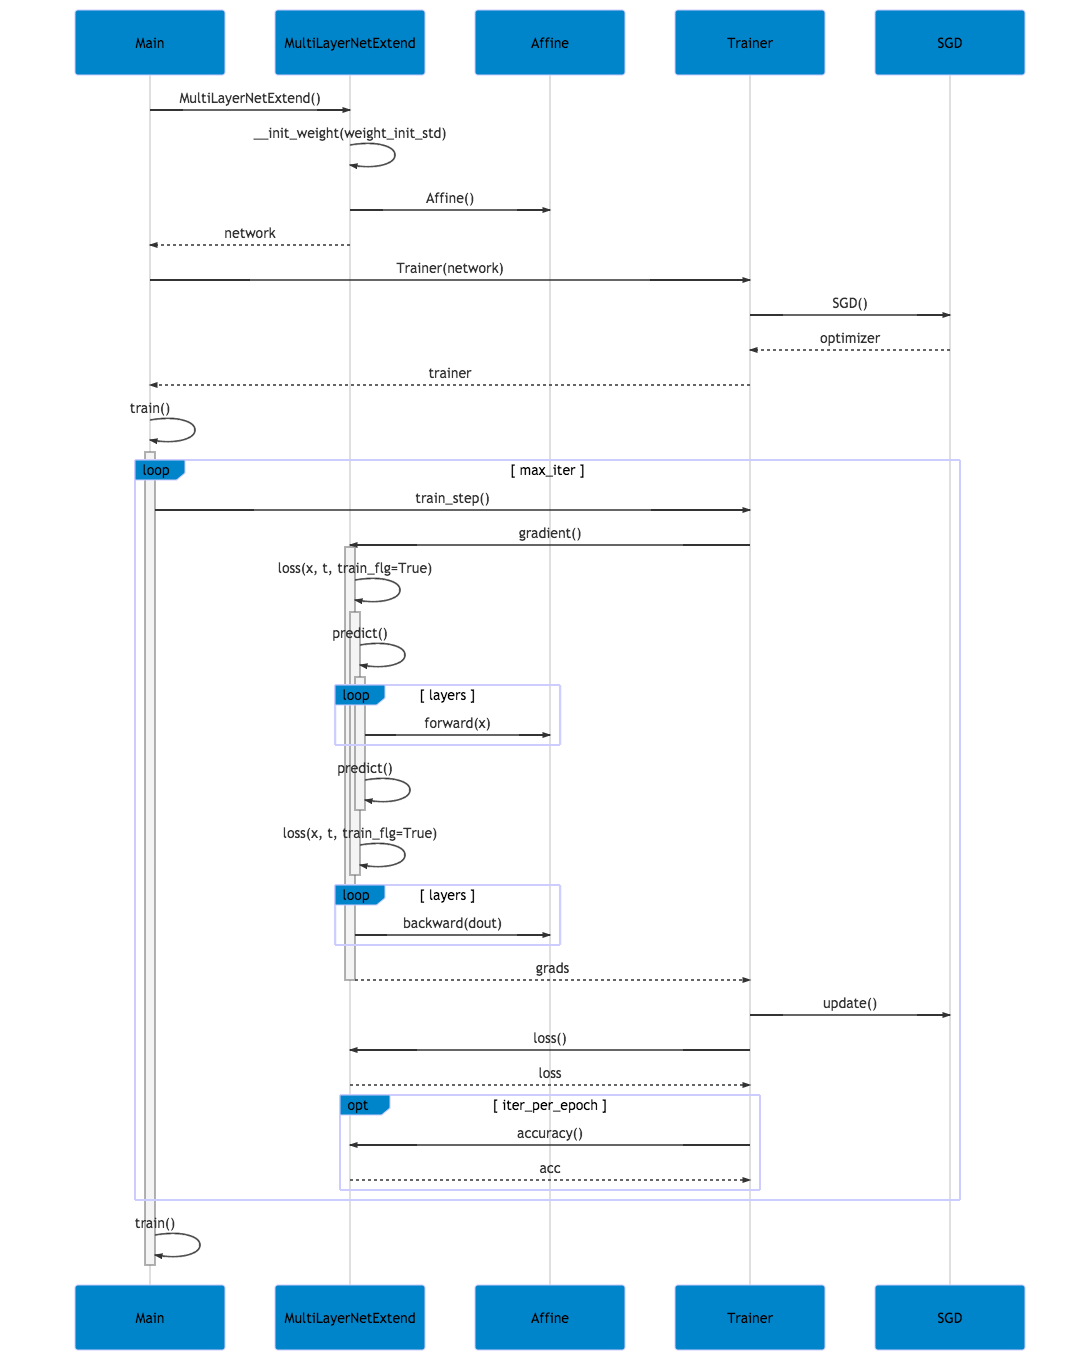 Main MultiLayerNetExtend Affine Trainer SGD
MultiLayerNetExtend()
__init_weight(weight_init_std)
Affine()
network
Trainer(network)
SGD()
optimizer
trainer
train()
loop [ max_iter ]
train_step()
gradient()
loss(x, t, train_flg=True)
predict()
loop [ layers ]
forward(x)
predict()
loss(x, t, train_flg=True)
loop [ layers ]
backward(dout)
grads
update()
loss()
loss
opt [ iter_per_epoch ]
accuracy()
acc
train()
Main MultiLayerNetExtend Affine Trainer SGD